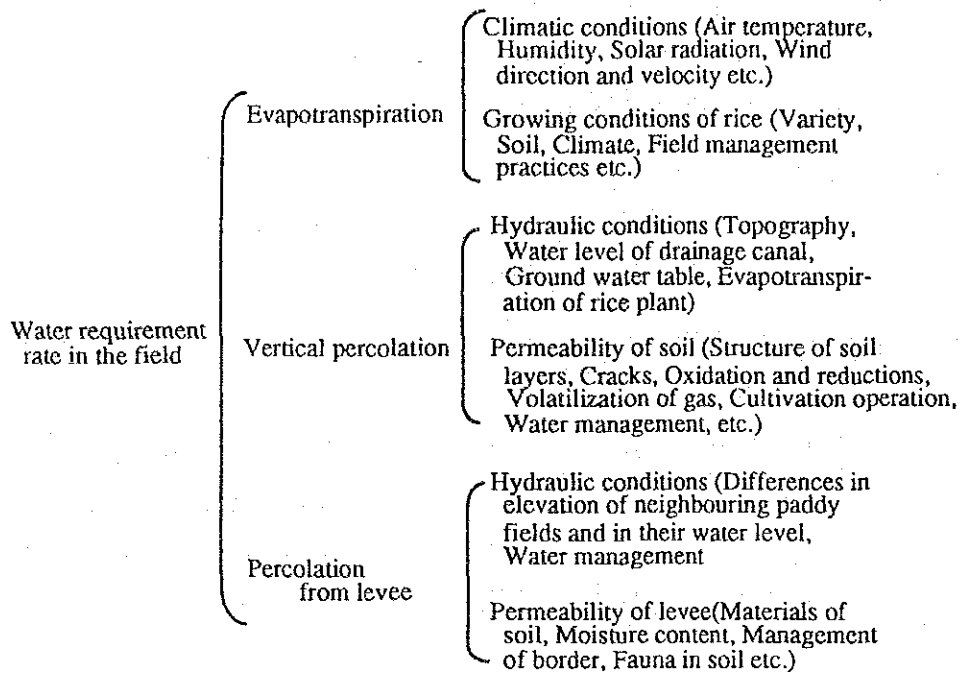 Climatic conditions (Air temperature,
Humidity, Solar radiation, Wind
direction and velocity etc.)
Evapotranspiration
Growing conditions of rice (Variety,
Soil, Climate, Field management
practices etc.)
Hydraulic conditions (Topography,
Water level of drainage canal,
Ground water table, Evapotranspir-
ation of rice plant)
Water requirement
rate in the field
Vertical percolation
Permeability of soil (Structure of soil
layers, Cracks, Oxidation and reductions,
Volatilization of gas, Cultivation operation,
Water management, etc.)
Hydraulic conditions (Differences in
elevation of neighbouring paddy
fields and in their water level,
Water management
Percolation
from levee
Permeability of levee(Materials of
soil, Moisture content, Management
of border, Fauna in soil etc.)